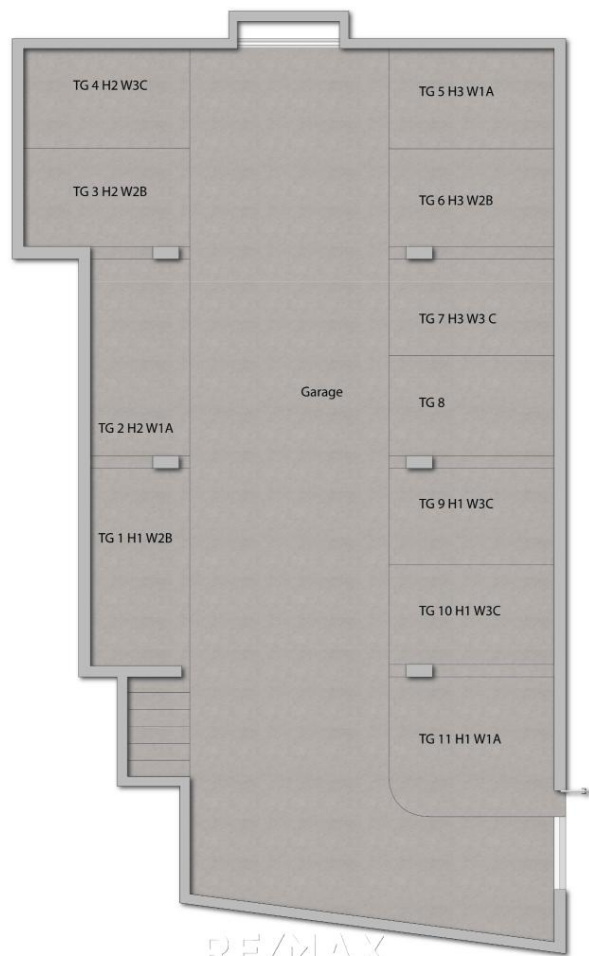 TG 4 H2 W3C
TG 5 H3 W1A
TG 3 H2 W2B
TG 6 H3 W2B
TG 7 H3 W3 C
Garage
TG 8
TG 2 H2 W1A
TG 9 H1 W3C
TG 1 H1 W2B
TG 10 H1 W3C
TG 11 H1 W1A
RE/MAX